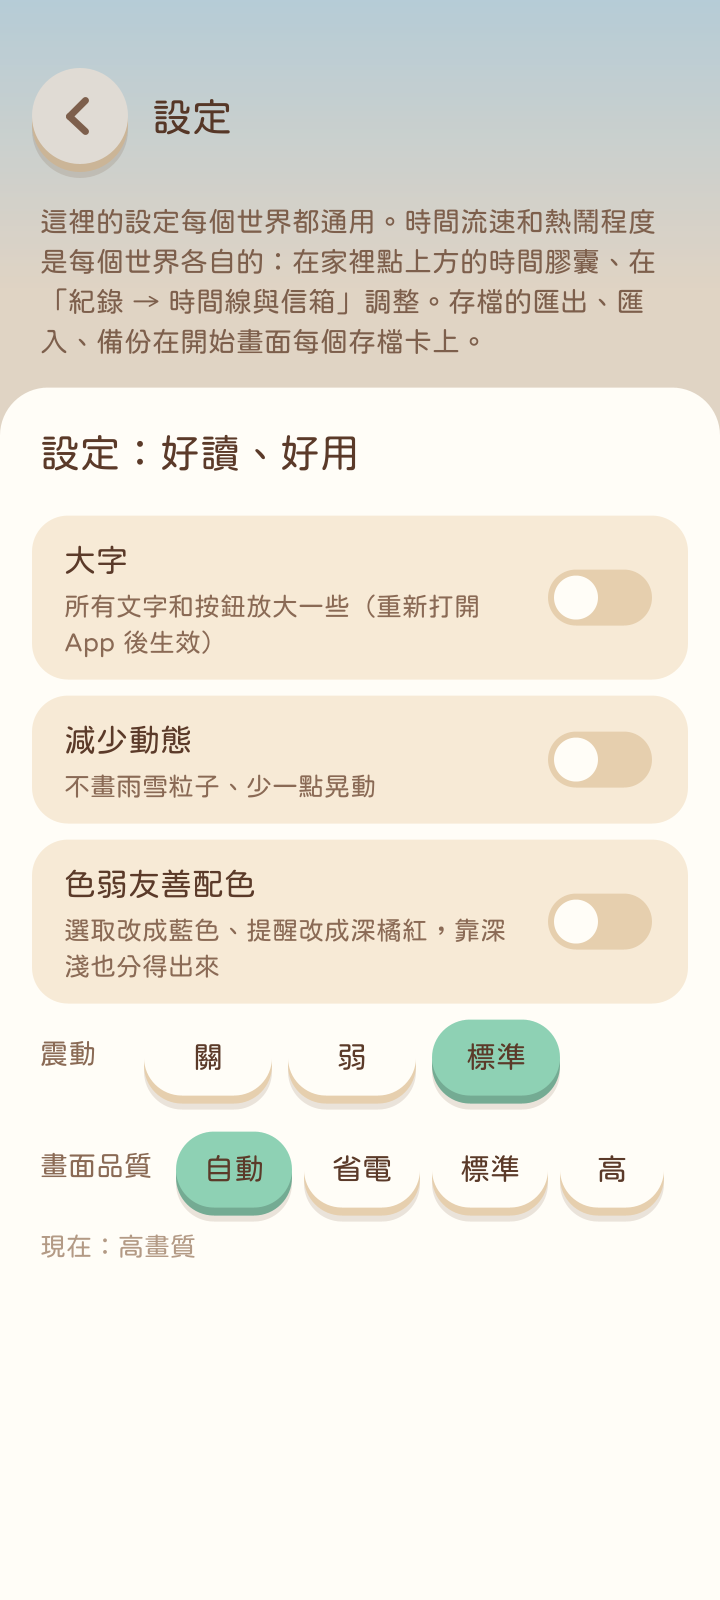 設定
這裡的設定每個世界都通用。時間流速和熱鬧程度
是每個世界各自的：在家裡點上方的時間膠囊、在
「紀錄 → 時間線與信箱」調整。存檔的匯出、匯
入、備份在開始畫面每個存檔卡上。
設定：好讀、好用
大字
所有文字和按鈕放大一些（重新打開
App 後生效）
減少動態
不畫雨雪粒子、少一點晃動
色弱友善配色
選取改成藍色、提醒改成深橘紅，靠深
淺也分得出來
震動 關 弱 標準
畫面品質 自動 省電 標準 高
現在：高畫質